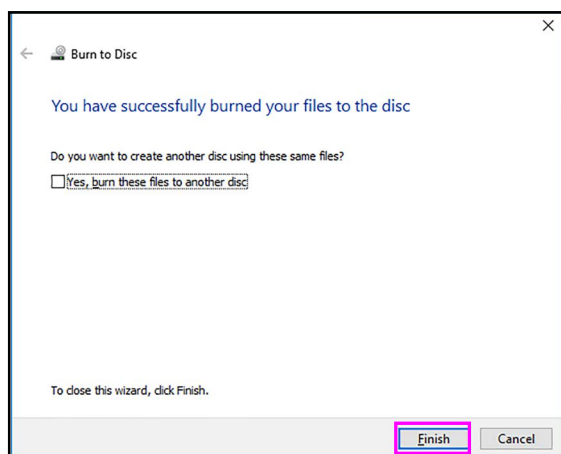 Burn to Disc
You have successfully burned your files to the disc
Do you want to create another disc using these same files?
Yes, burn these files to another disc
To close this wizard, click Finish.
Finish Cancel